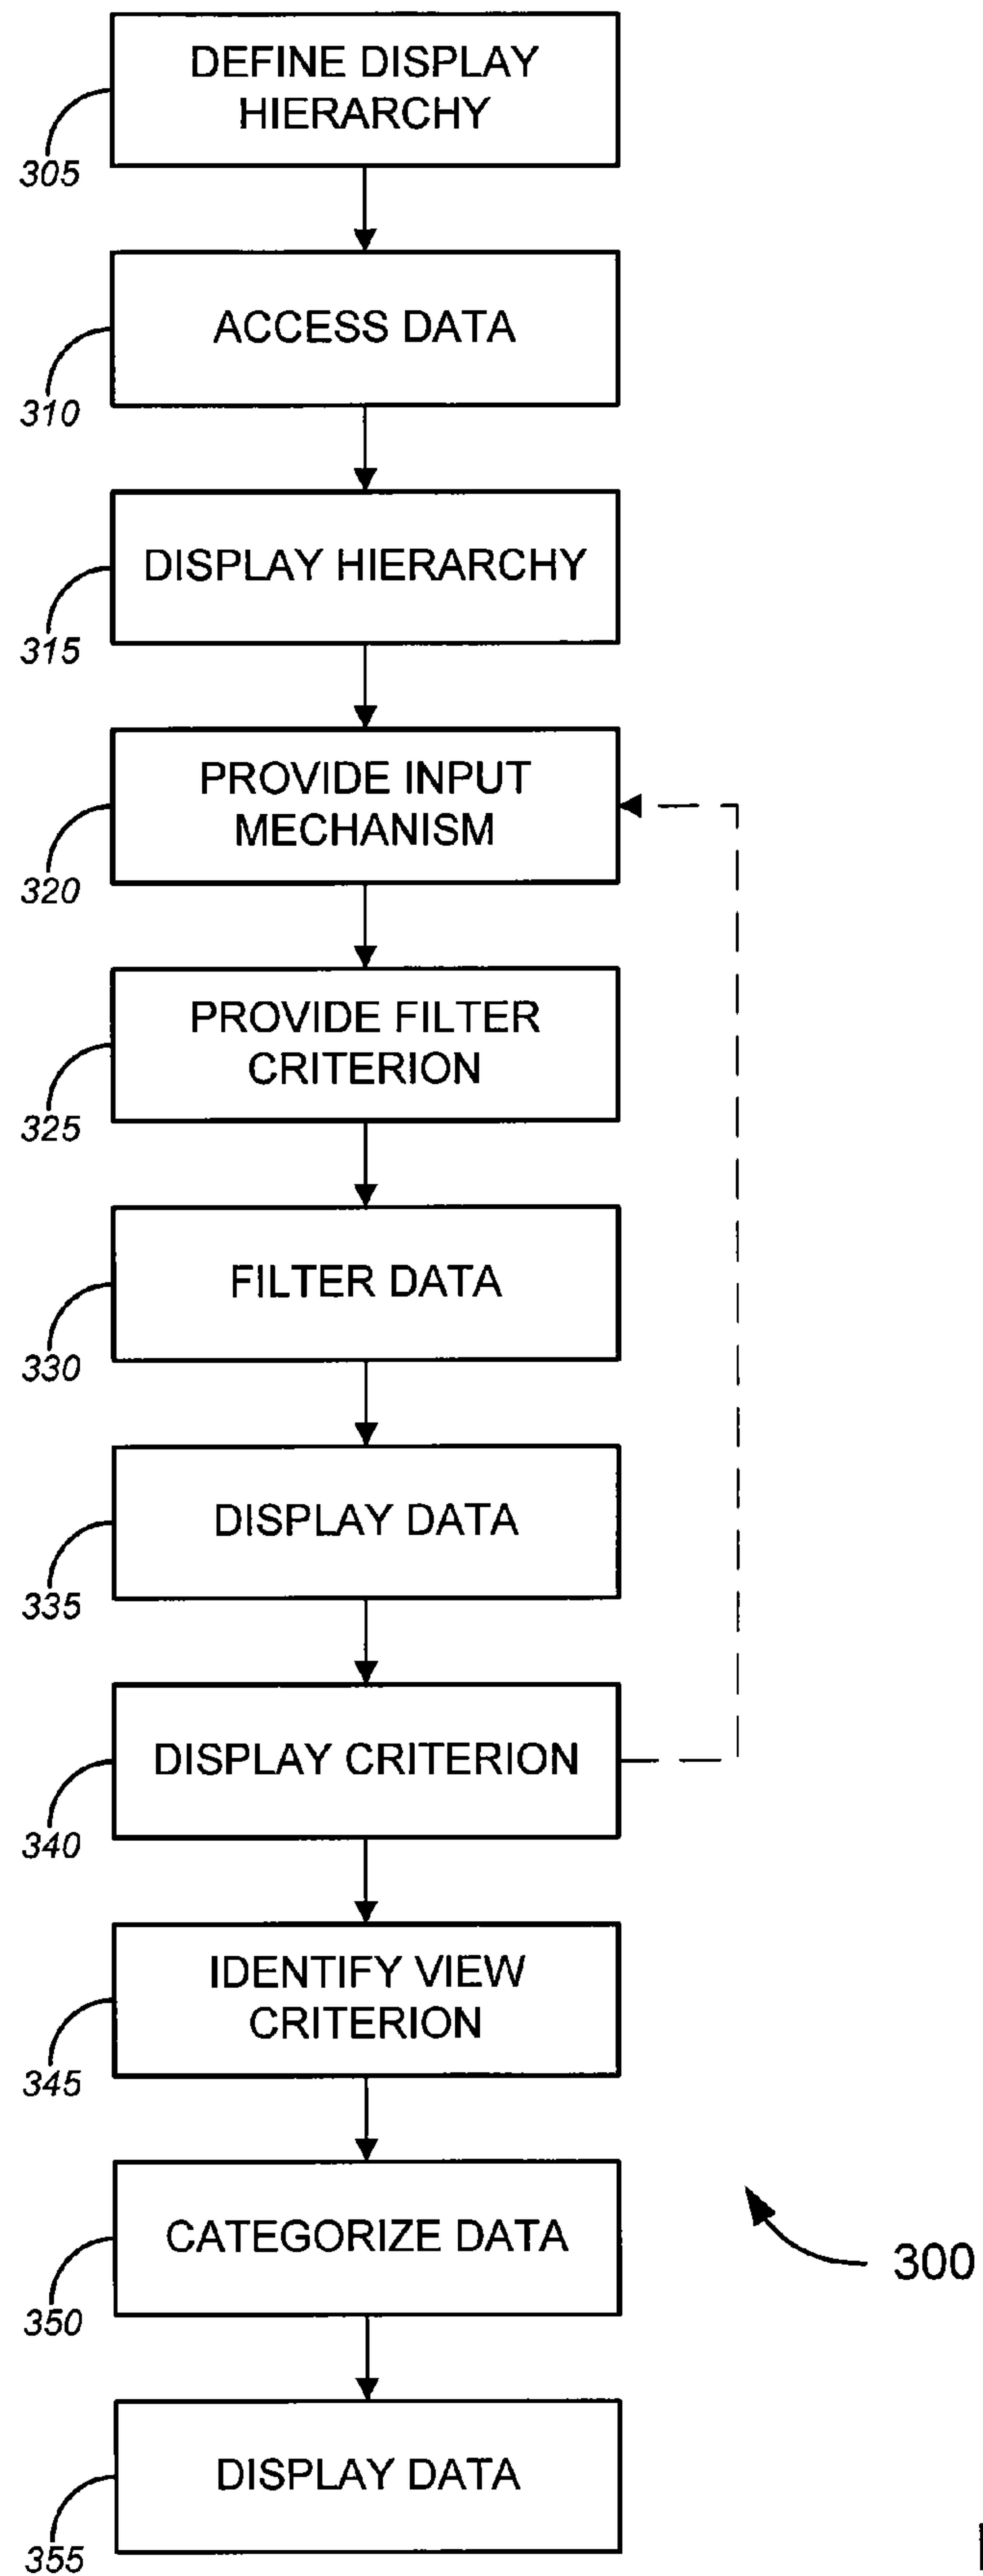 DEFINE DISPLAY
HIERARCHY
305
ACCESS DATA
310
DISPLAY HIERARCHY
315
PROVIDE INPUT
MECHANISM
320
PROVIDE FILTER
CRITERION
325
FILTER DATA
330
DISPLAY DATA
335
DISPLAY CRITERION
340
IDENTIFY VIEW
CRITERION
345
CATEGORIZE DATA
350
300
DISPLAY DATA
355